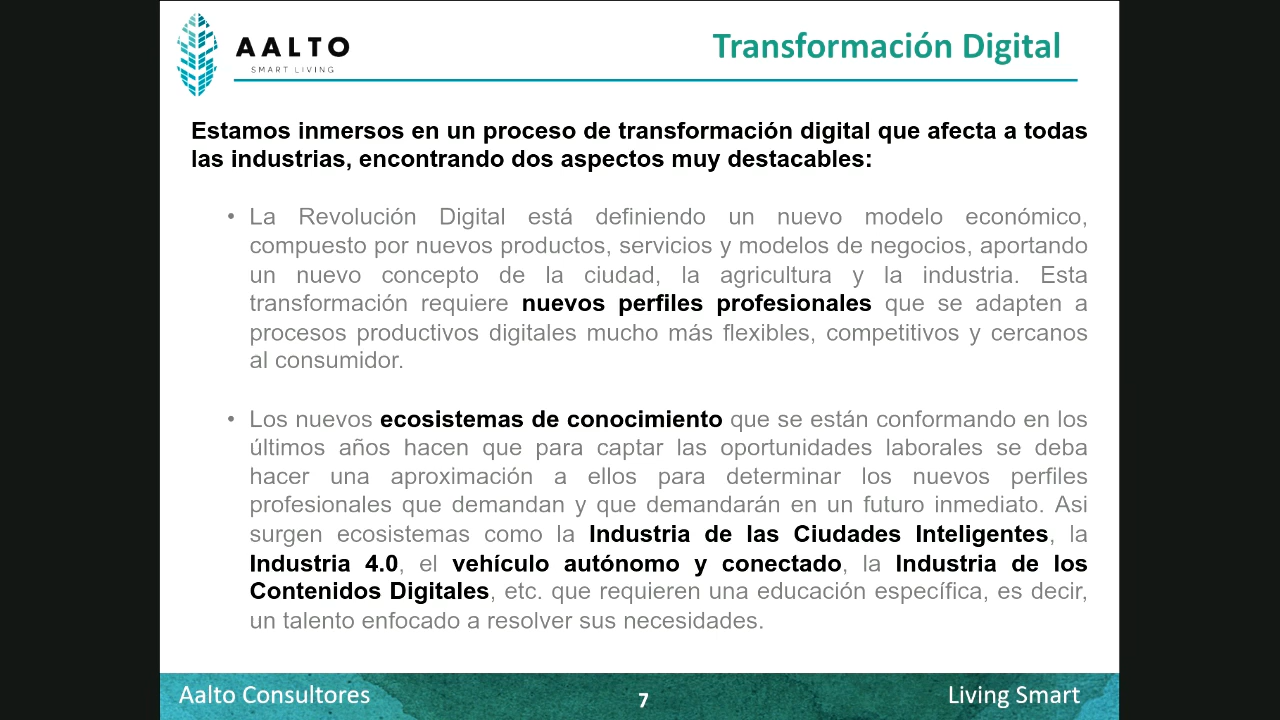 AALTO
SMART LIVING
Transformación Digital
Estamos inmersos en un proceso de transformación digital que afecta a todas
las industrias, encontrando dos aspectos muy destacables:
• La Revolución Digital está definiendo un nuevo modelo económico,
compuesto por nuevos productos, servicios y modelos de negocios, aportando
un nuevo concepto de la ciudad, la agricultura y la industria. Esta
transformación requiere nuevos perfiles profesionales que se adapten a
procesos productivos digitales mucho más flexibles, competitivos y cercanos
al consumidor.
• Los nuevos ecosistemas de conocimiento que se están conformando en los
últimos años hacen que para captar las oportunidades laborales se deba
hacer una aproximación a ellos para determinar los nuevos perfiles
profesionales que demandan y que demandarán en un futuro inmediato. Asi
surgen ecosistemas como la Industria de las Ciudades Inteligentes, la
Industria 4.0, el vehículo autónomo y conectado, la Industria de los
Contenidos Digitales, etc. que requieren una educación específica, es decir,
un talento enfocado a resolver sus necesidades.
Aalto Consultores
7
Living Smart